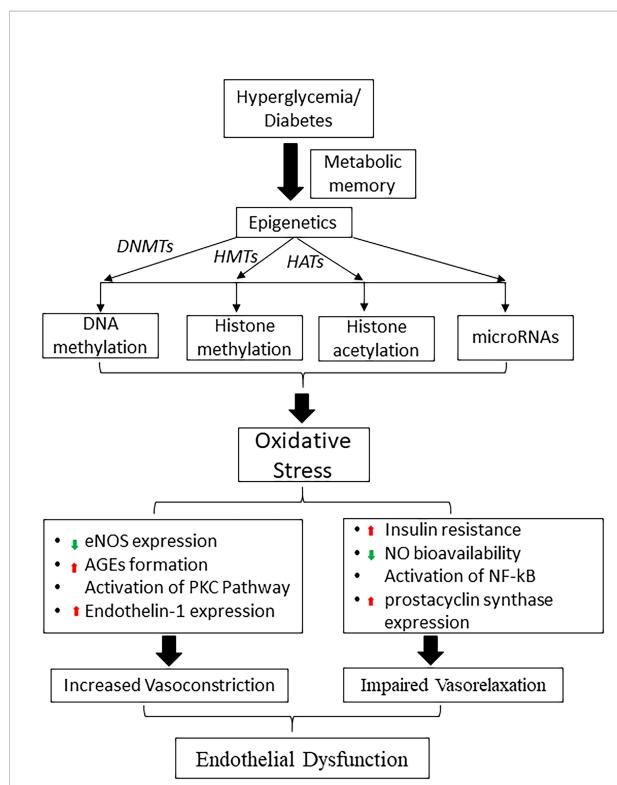 Hyperglycemia/
Diabetes
Metabolic
memory
Epigenetics
DNMTs
HMTs
HATs
DNA
methylation
Histone
methylation
Histone
acetylation
microRNAs
Oxidative
Stress
• eNOS expression
• AGEs formation
• Activation of PKC Pathway
• Endothelin-1 expression
• Insulin resistance
• NO bioavailability
• Activation of NF-kB
• prostacyclin synthase
expression
Increased Vasoconstriction
Impaired Vasorelaxation
Endothelial Dysfunction